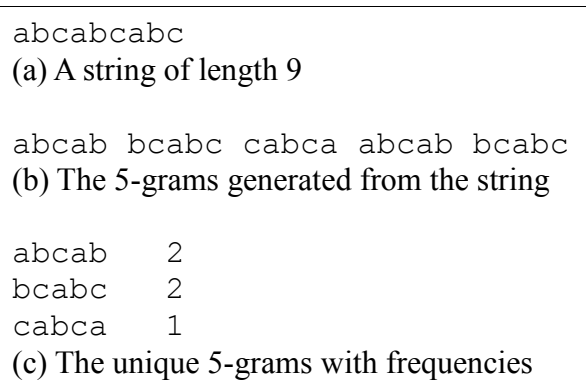 abcabcabc
(a) A string of length 9
abcab bcabc cabca abcab bcabc
(b) The 5-grams generated from the string
abcab 2
bcabc 2
cabca 1
(c) The unique 5-grams with frequencies